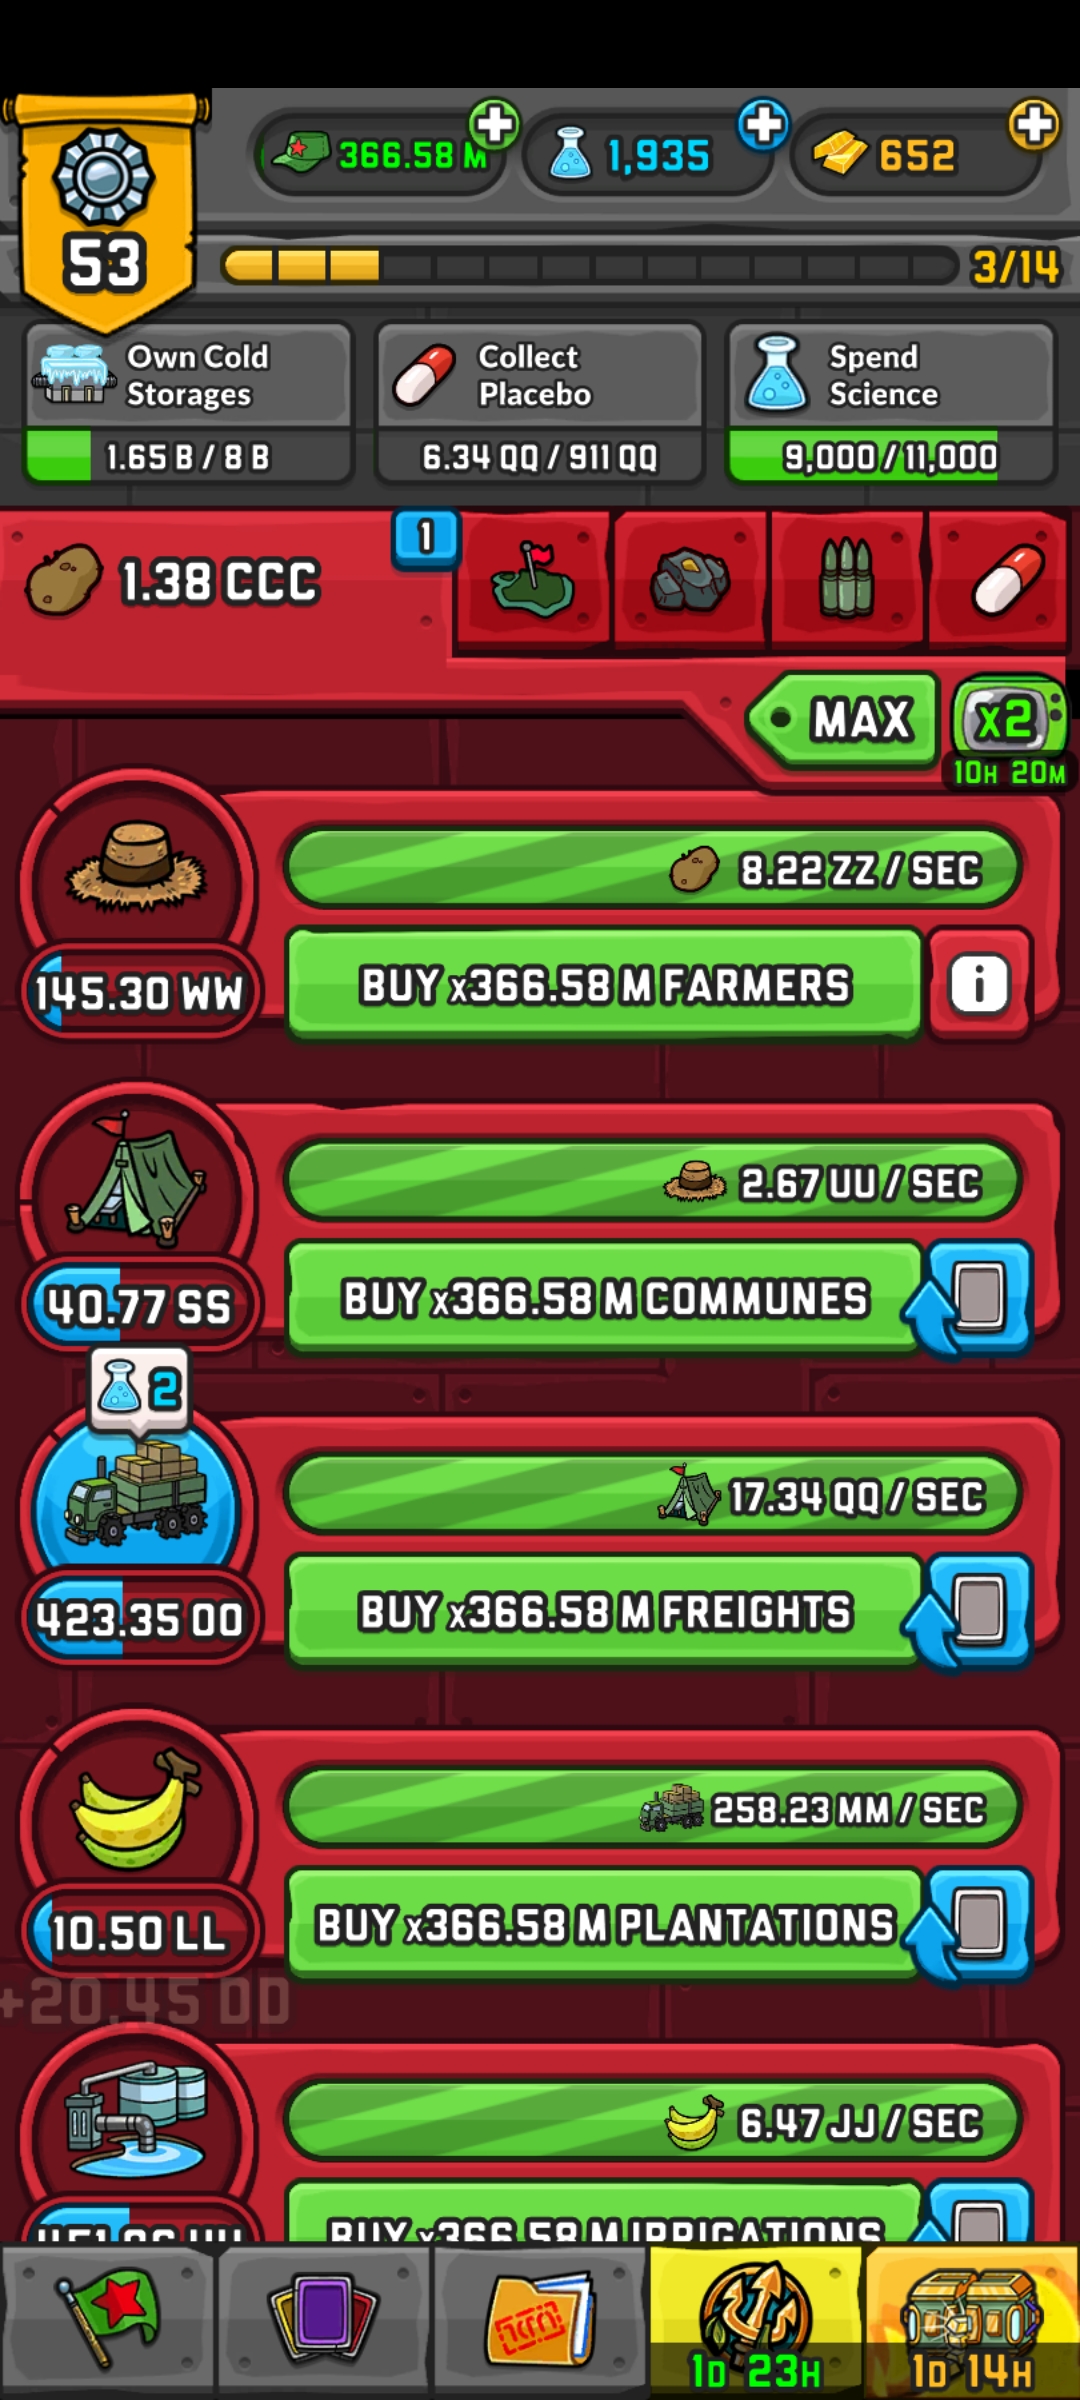 53
366.58 M
1,935
652
3/14
Own Cold
Storages
1.65 B / 8 B
Collect
Placebo
6.34 QQ / 911 QQ
Spend
Science
9,000 / 11,000
1.38 CCC
1
MAX
x2
10H 20M
8.22 ZZ / SEC
145.30 WW
BUY x366.58 M FARMERS
i
2.67 UU / SEC
40.77 SS
BUY x366.58 M COMMUNES
2
17.34 QQ / SEC
423.35 OO
BUY x366.58 M FREIGHTS
258.23 MM / SEC
10.50 LL
BUY x366.58 M PLANTATIONS
+20.45 DD
6.47 JJ / SEC
BUY x366.58 M IRRIGATIONS
1D 23H
1D 14H